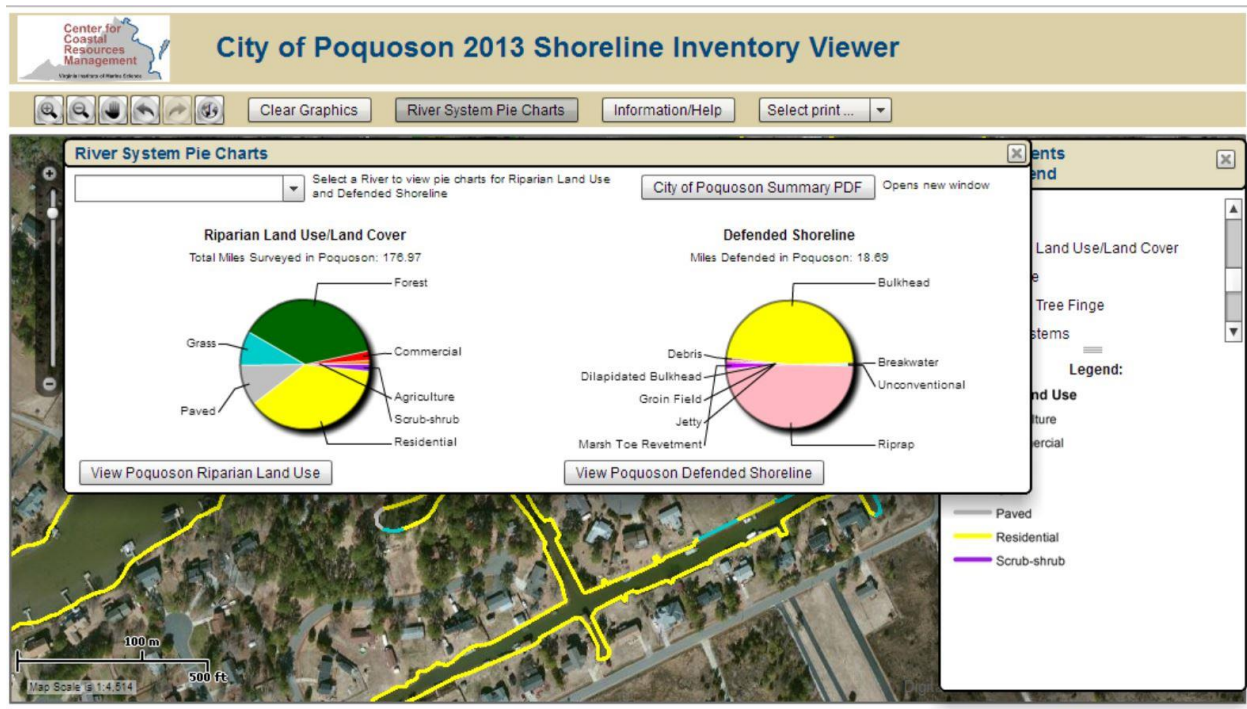 Center for
Coastal
Resources
Management
Virginia Institute of Marine Science
City of Poquoson 2013 Shoreline Inventory Viewer
Clear Graphics
River System Pie Charts
Information/Help
Select print ...
River System Pie Charts
ents
end
Select a River to view pie charts for Riparian Land Use
and Defended Shoreline
City of Poquoson Summary PDF
Opens new window
Riparian Land Use/Land Cover
Total Miles Surveyed in Poquoson: 176.97
Forest
Grass
Commercial
Agriculture
Paved
Scrub-shrub
Residential
View Poquoson Riparian Land Use
Defended Shoreline
Miles Defended in Poquoson: 18.69
Bulkhead
Debris
Breakwater
Dilapidated Bulkhead
Unconventional
Groin Field
Jetty
Marsh Toe Revetment
Riprap
View Poquoson Defended Shoreline
Land Use/Land Cover
e
Tree Finge
stems
Legend:
nd Use
lture
ercial
Paved
Residential
Scrub-shrub
100 m
500 ft
Map Scale is 1:4,514
Digit